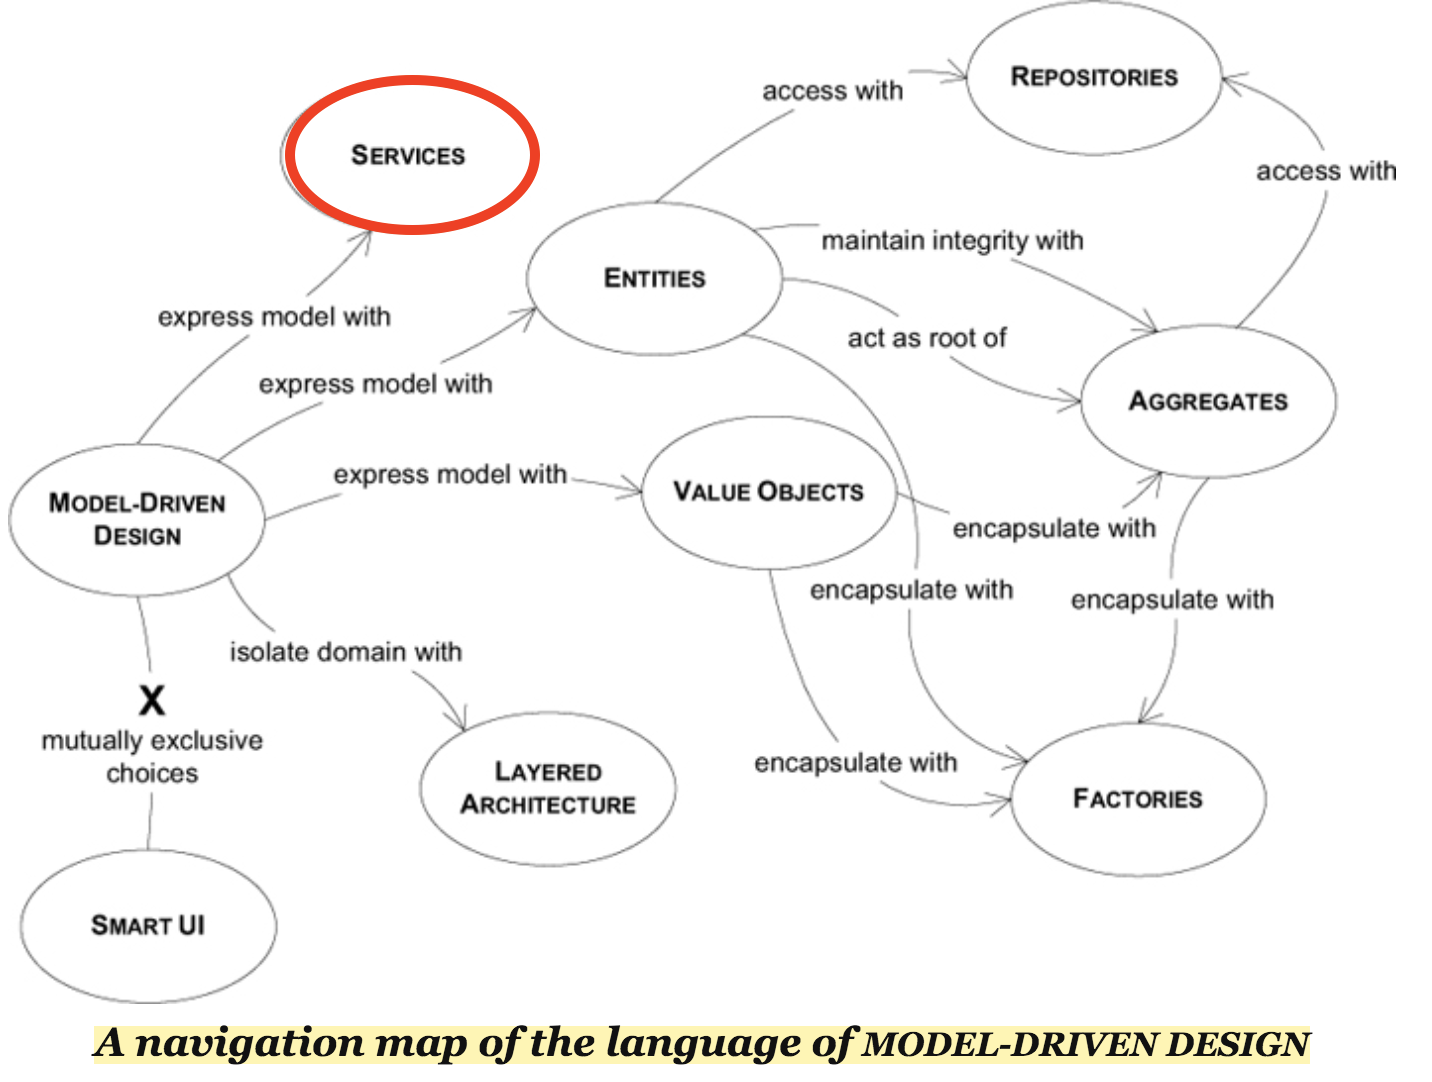 REPOSITORIES
access with
SERVICES
access with
maintain integrity with
ENTITIES
express model with
act as root of
express model with
AGGREGATES
express model with
VALUE OBJECTS
MODEL-DRIVEN
DESIGN
encapsulate with
encapsulate with
encapsulate with
isolate domain with
X
mutually exclusive
choices
encapsulate with
LAYERED
ARCHITECTURE
FACTORIES
SMART UI
A navigation map of the language of MODEL-DRIVEN DESIGN